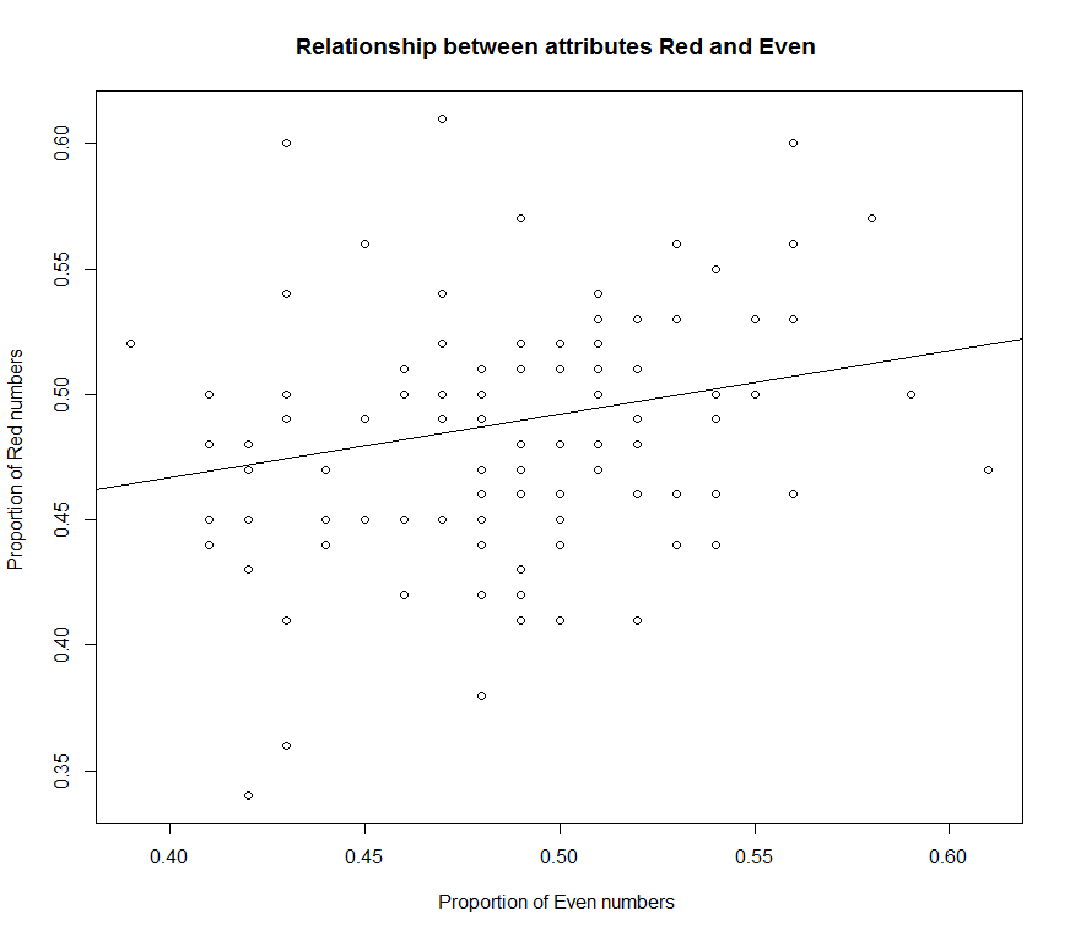 Relationship between attributes Red and Even
Proportion of Red numbers
0.60
0.55
0.50
0.45
0.40
0.35
0.40 0.45 0.50 0.55 0.60
Proportion of Even numbers